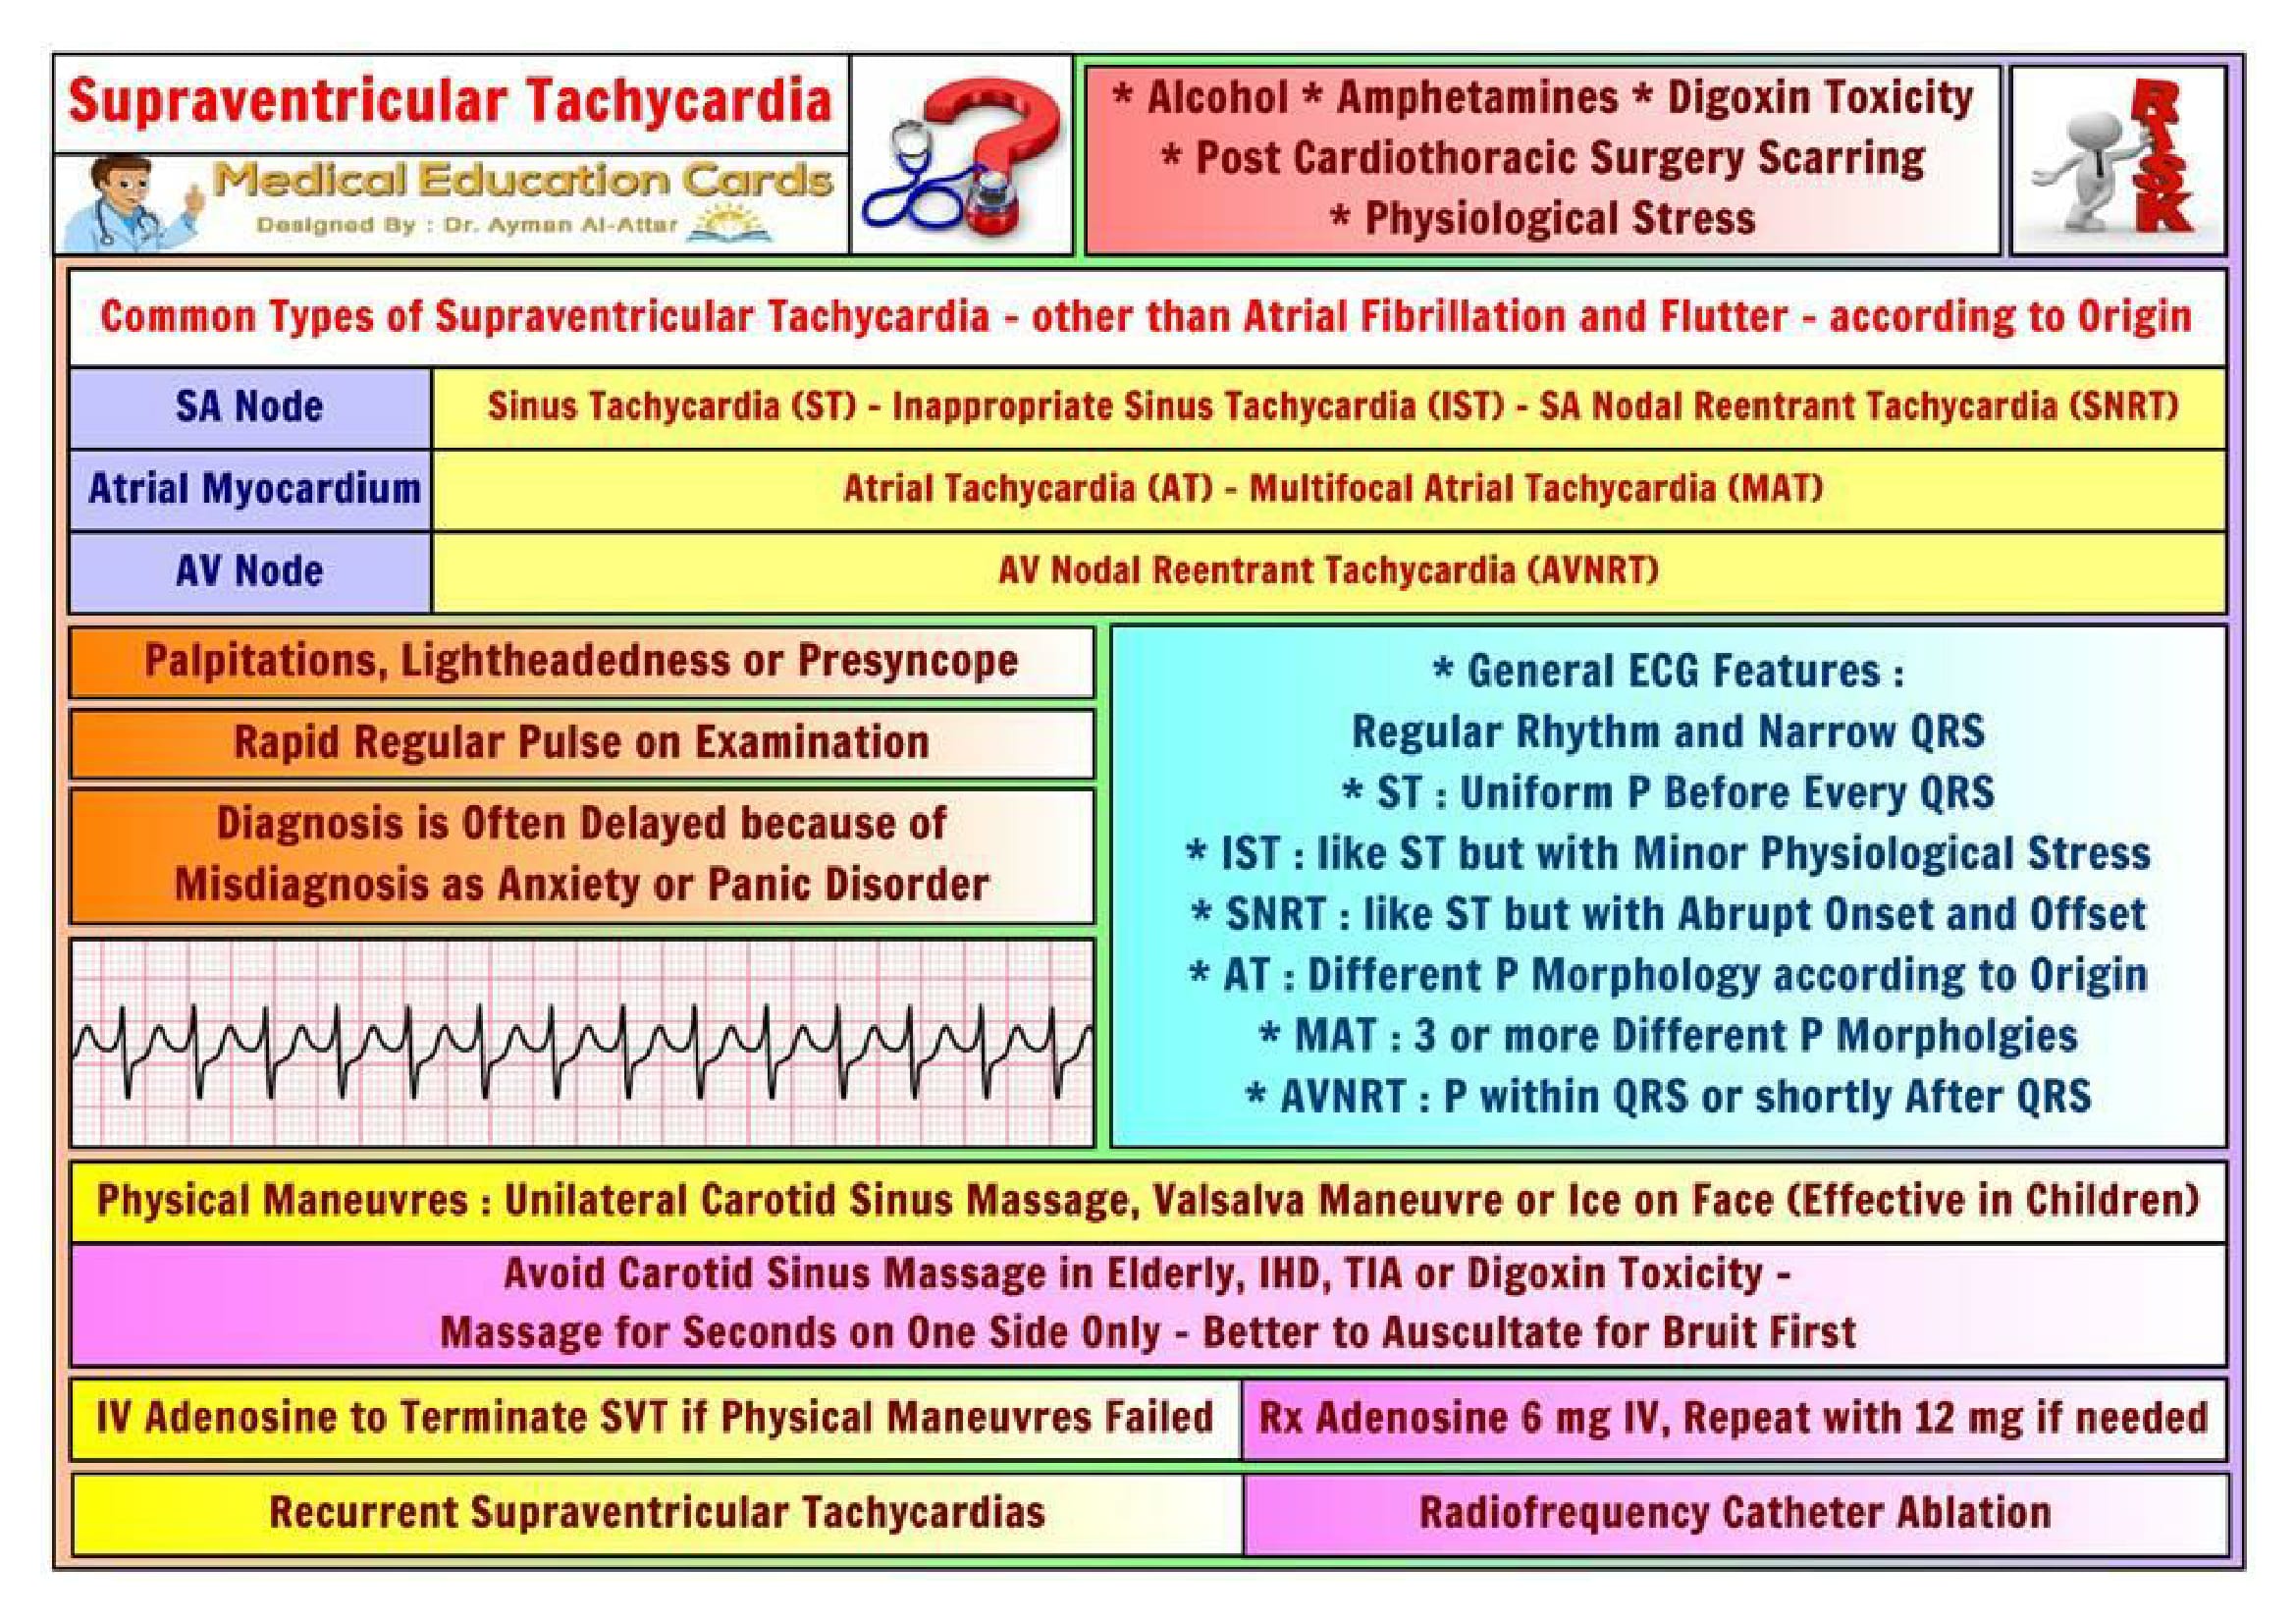 Supraventricular Tachycardia
Medical Education Cards
Designed By : Dr. Ayman Al-Attar
* Alcohol * Amphetamines * Digoxin Toxicity
* Post Cardiothoracic Surgery Scarring
* Physiological Stress
RISK
Common Types of Supraventricular Tachycardia - other than Atrial Fibrillation and Flutter - according to Origin
SA Node
Sinus Tachycardia (ST) - Inappropriate Sinus Tachycardia (IST) - SA Nodal Reentrant Tachycardia (SNRT)
Atrial Myocardium
Atrial Tachycardia (AT) - Multifocal Atrial Tachycardia (MAT)
AV Node
AV Nodal Reentrant Tachycardia (AVNRT)
Palpitations, Lightheadedness or Presyncope
Rapid Regular Pulse on Examination
Diagnosis is Often Delayed because of
Misdiagnosis as Anxiety or Panic Disorder
* General ECG Features :
Regular Rhythm and Narrow QRS
* ST : Uniform P Before Every QRS
* IST : like ST but with Minor Physiological Stress
* SNRT : like ST but with Abrupt Onset and Offset
* AT : Different P Morphology according to Origin
* MAT : 3 or more Different P Morpholgies
* AVNRT : P within QRS or shortly After QRS
Physical Maneuvres : Unilateral Carotid Sinus Massage, Valsalva Maneuvre or Ice on Face (Effective in Children)
Avoid Carotid Sinus Massage in Elderly, IHD, TIA or Digoxin Toxicity -
Massage for Seconds on One Side Only - Better to Auscultate for Bruit First
IV Adenosine to Terminate SVT if Physical Maneuvres Failed
Rx Adenosine 6 mg IV, Repeat with 12 mg if needed
Recurrent Supraventricular Tachycardias
Radiofrequency Catheter Ablation